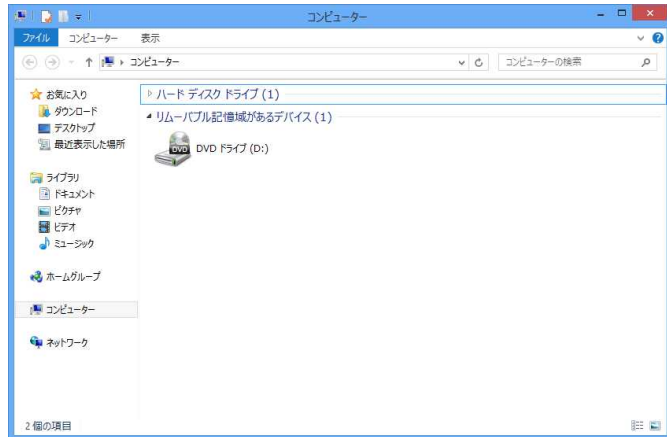 コンピューター
ファイル コンピューター 表示
コンピューター
コンピューターの検索
お気に入り
ダウンロード
デスクトップ
最近表示した場所
ライブラリ
ドキュメント
ピクチャ
ビデオ
ミュージック
ホームグループ
コンピューター
ネットワーク
ハード ディスク ドライブ (1)
リムーバブル記憶域があるデバイス (1)
DVD
DVD ドライブ (D:)
2 個の項目